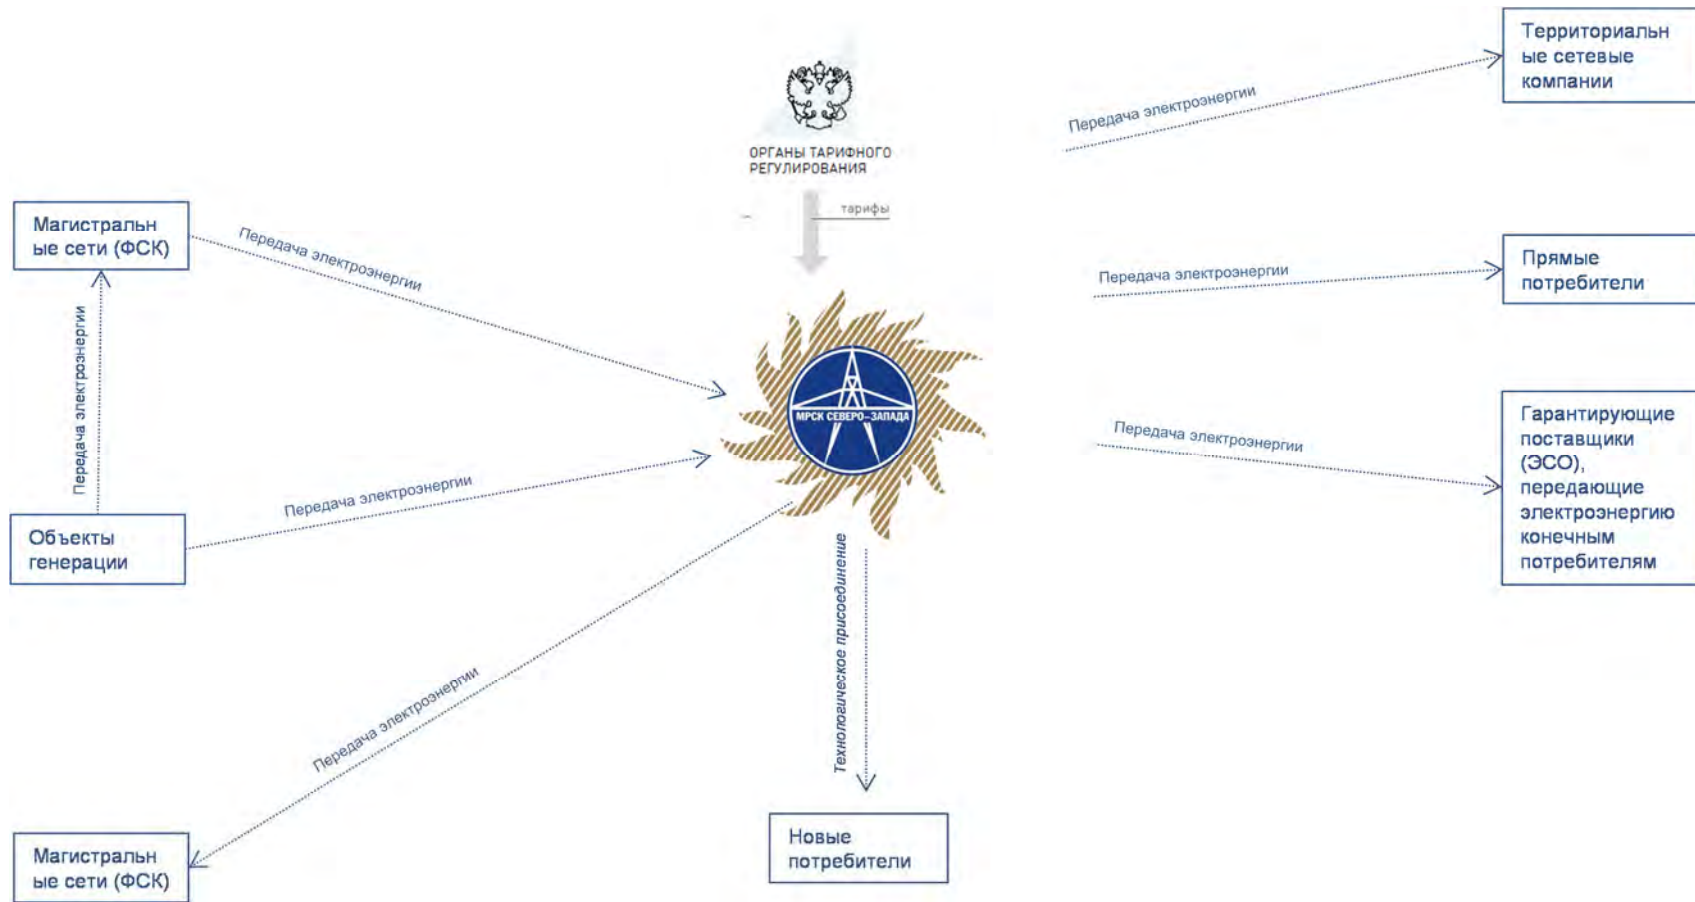 Территориальн
ые сетевые
компании
Передача электроэнергии
ОРГАНЫ ТАРИФНОГО
РЕГУЛИРОВАНИЯ
тарифы
Магистральн
ые сети (ФСК)
Передача электроэнергии
Передача электроэнергии
Прямые
потребители
Передача электроэнергии
МРСК СЕВЕРО-ЗАПАДА
Передача электроэнергии
Гарантирующие
поставщики
(ЭСО),
передающие
электроэнергию
конечным
потребителям
Объекты
генерации
Передача электроэнергии
Технологическое присоединение
Передача электроэнергии
Новые
потребители
Магистральн
ые сети (ФСК)